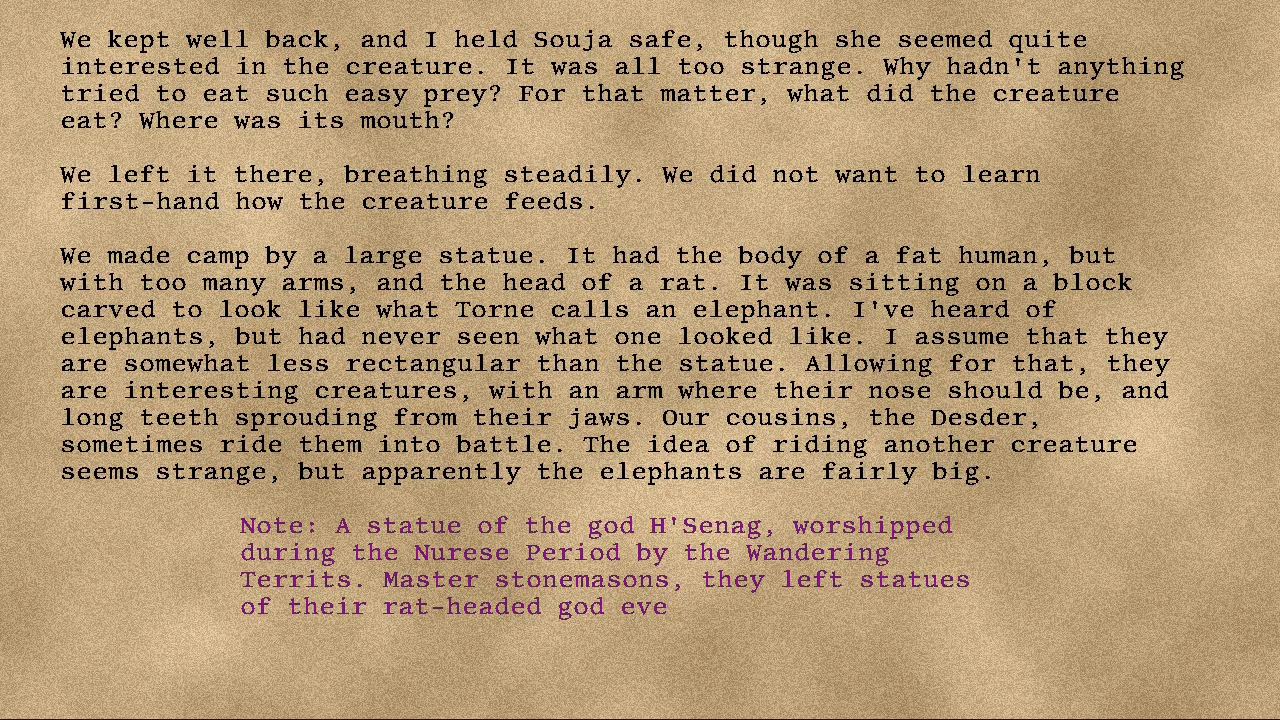 We kept well back, and I held Souja safe, though she seemed quite
interested in the creature. It was all too strange. Why hadn't anything
tried to eat such easy prey? For that matter, what did the creature
eat? Where was its mouth?
We left it there, breathing steadily. We did not want to learn
first-hand how the creature feeds.
We made camp by a large statue. It had the body of a fat human, but
with too many arms, and the head of a rat. It was sitting on a block
carved to look like what Torne calls an elephant. I've heard of
elephants, but had never seen what one looked like. I assume that they
are somewhat less rectangular than the statue. Allowing for that, they
are interesting creatures, with an arm where their nose should be, and
long teeth sprouding from their jaws. Our cousins, the Desder,
sometimes ride them into battle. The idea of riding another creature
seems strange, but apparently the elephants are fairly big.
Note: A statue of the god H'Senag, worshipped
during the Nurese Period by the Wandering
Territs. Master stonemasons, they left statues
of their rat-headed god eve